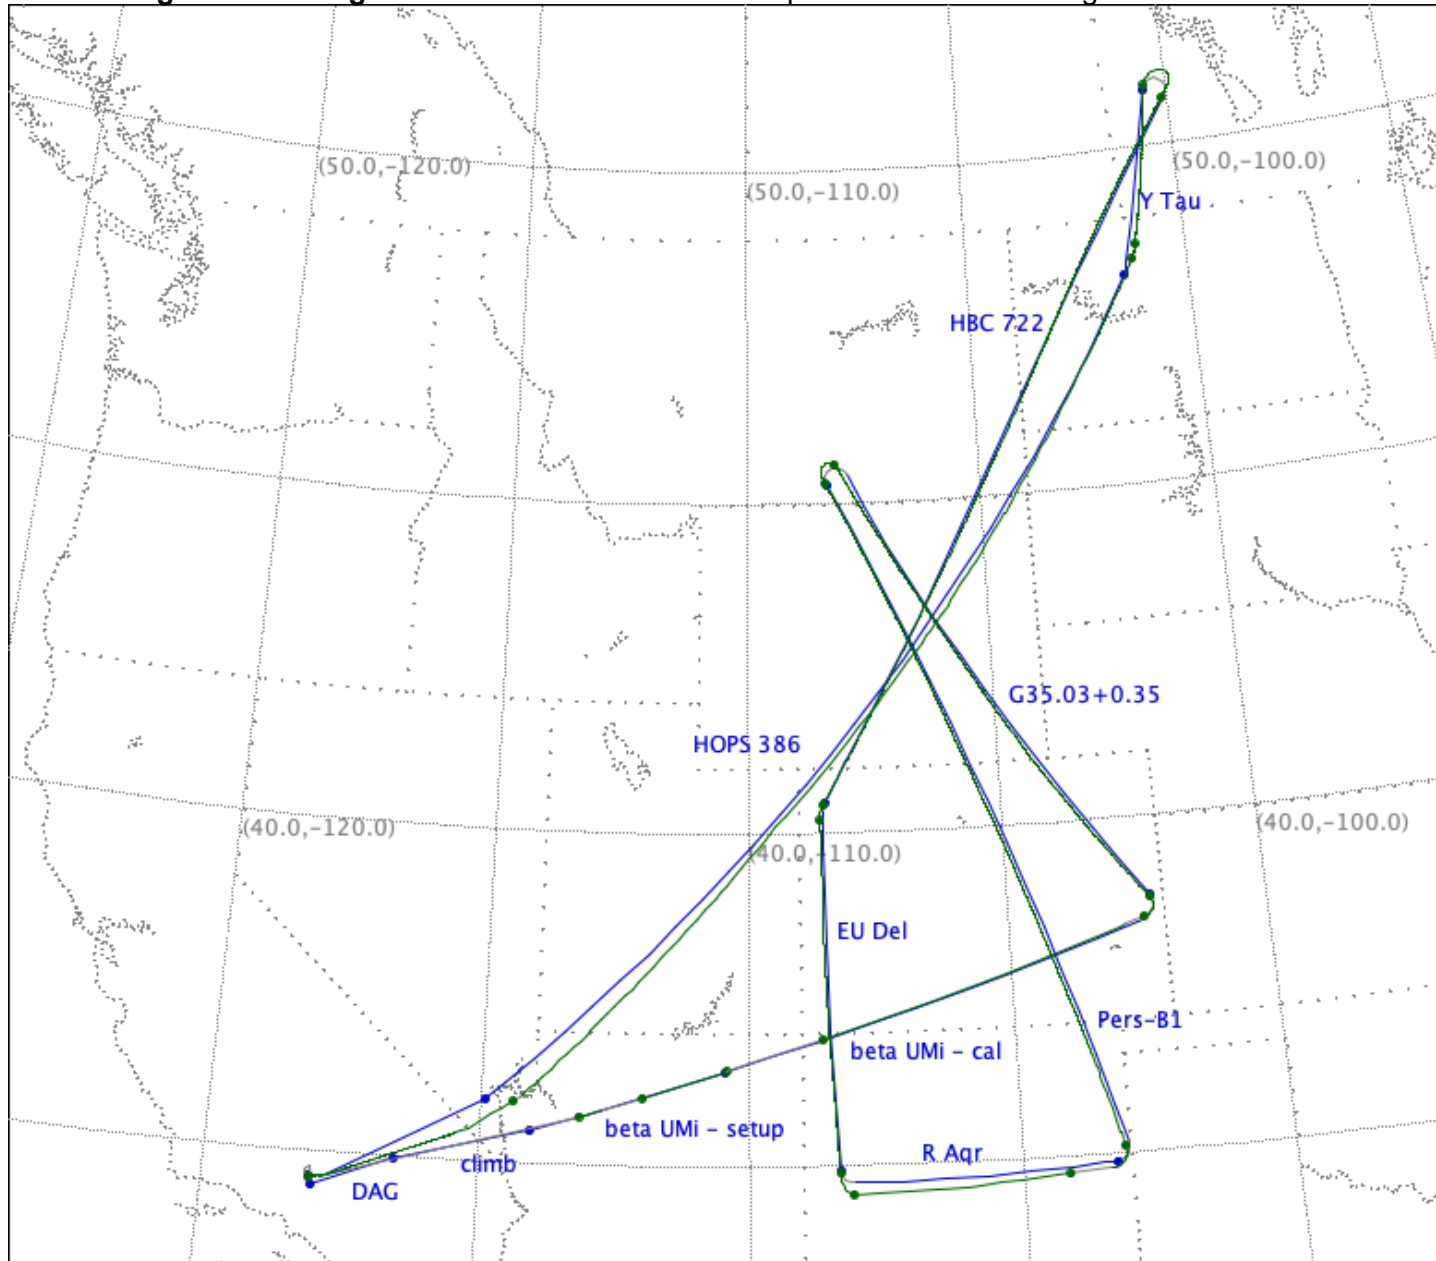 (50.0,-120.0)
(50.0,-110.0)
(50.0,-100.0)
Y Tau
HBC 722
G35.03+0.35
HOPS 386
(40.0,-120.0)
(40.0,-110.0)
(40.0,-100.0)
EU Del
Pers-B1
beta UMi - cal
beta UMi - setup
R Aqr
climb
DAG